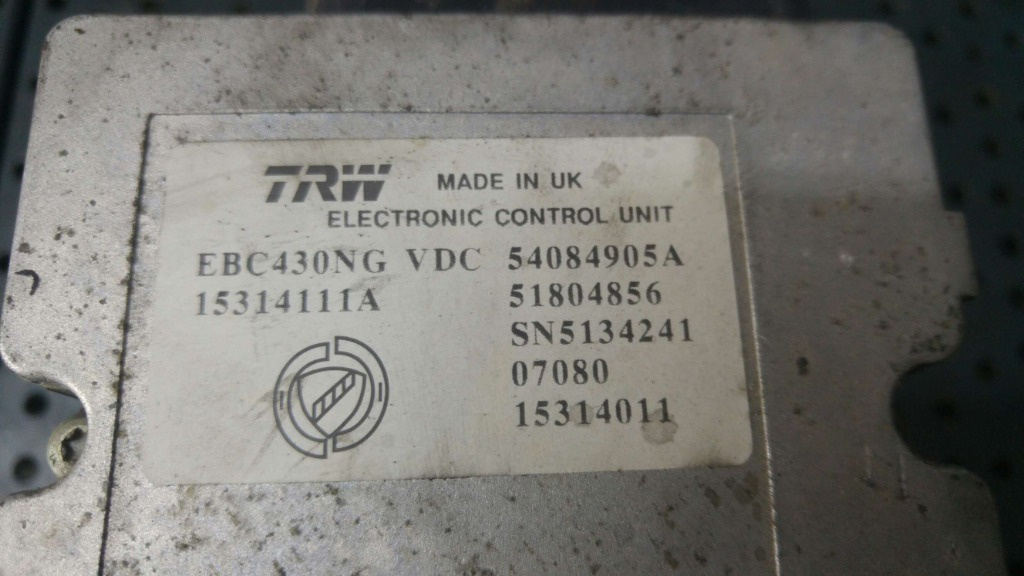 TRW MADE IN UK
ELECTRONIC CONTROL UNIT
EBC430NG VDC 54084905A
15314111A 51804856
SN5134241
07080
15314011